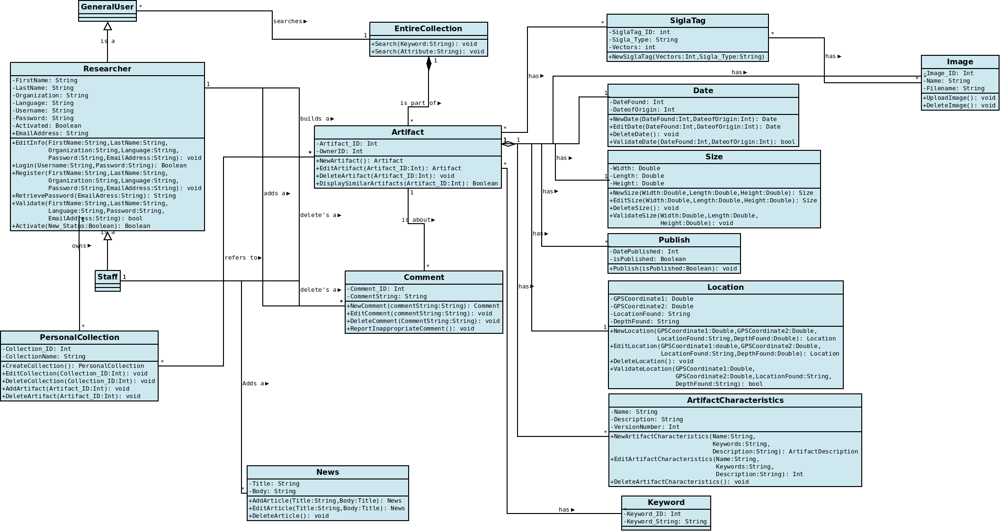 GeneralUser
*
searches
is a
EntireCollection
1
+Search(Keyword:String): void
+Search(Attribute:String): void
1
is part of
*
Researcher
-FirstName: String
-LastName: String
-Organization: String
-Language: String
-Username: String
-Password: String
-Activated: Boolean
+EmailAddress: String
+EditInfo(FirstName:String,LastName:String,
Organization:String,Language:String,
Password:String,EmailAddress:String): void
+Login(Username:String,Password:String): Boolean
+Register(FirstName:String,LastName:String,
Organization:String,Language:String,
Password:String,EmailAddress:String): void
+RetrievePassword(EmailAdress:String): String
+Validate(FirstName:String,LastName:String,
Language:String,Password:String,
EmailAddress:String): bool
+Activate(New_Status:Boolean): Boolean
1
1
is a
owns
builds a
adds a
delete's a
refers to
delete's a
Staff
1
*
PersonalCollection
-Collection_ID: Int
-CollectionName: String
+CreateCollection(): PersonalCollection
+EditCollection(Collection_ID:Int): void
+DeleteCollection(Collection_ID:Int): void
+AddArtifact(Artifact_ID:Int): void
+DeleteArtifact(Artifact_ID:Int): void
*
Adds a
*
News
-Title: String
-Body: String
+AddArticle(Title:String,Body:Title): News
+EditArticle(Title:String,Body:Title): News
+DeleteArticle(): void
Artifact
-Artifact_ID: Int
-OwnerID: Int
+NewArtifact(): Artifact
+EditArtifact(Artifact_ID:Int): Artifact
+DeleteArtifact(Artifact_ID:Int): void
+DisplaySimilarArtifacts(Artifact_ID:Int): Boolean
*
*
1
1
*
1
is about
*
Comment
-Comment_ID: Int
-CommentString: String
+NewComment(commentString:String): Comment
+EditComment(commentString:String): void
+DeleteComment(CommentString:String): void
+ReportInappropriateComment(): void
*
*
SiglaTag
-SiglaTag_ID: int
-Sigla_Type: String
-Vectors: int
+NewSiglaTag(Vectors:Int,Sigla_Type:String)
*
has
has
has
* *
Image
-Image_ID: Int
-Name: String
-Filename: String
+UploadImage(): void
+DeleteImage(): void
1
Date
-DateFound: Int
-DateofOrigin: Int
+NewDate(DateFound:Int,DateofOrigin:Int): Date
+EditDate(DateFound:Int,DateofOrigin:Int): Date
+DeleteDate(): void
+ValidateDate(DateFound:Int,DateofOrigin:Int): bool
has
1
Size
-Width: Double
-Length: Double
-Height: Double
+NewSize(Width:Double,Length:Double,Height:Double): Size
+EditSize(Width:Double,Length:Double,Height:Double): Size
+DeleteSize(): void
+ValidateSize(Width:Double,Length:Double,
Height:Double): void
has
has
*
Publish
-DatePublished: Int
-isPublished: Boolean
+Publish(isPublished:Boolean): void
has
1
Location
-GPSCoordinate1: Double
-GPSCoordinate2: Double
-LocationFound: String
-DepthFound: String
+NewLocation(GPSCoordinate1:Double,GPSCoordinate2:Double,
LocationFound:String,DepthFound:Double): Location
+EditLocation(GPSCoordinate1:double,GPSCoordinate2:Double,
LocationFound:String,DepthFound:Double): Location
+DeleteLocation(): void
+ValidateLocation(GPSCoordinate1:Double,
GPSCoordinate2:Double,LocationFound:String,
DepthFound:String): bool
*
ArtifactCharacteristics
-Name: String
-Description: String
-VersionNumber: Int
+NewArtifactCharacteristics(Name:String,
Keywords:String,
Description:String): ArtifactDescription
+EditArtifactCharacteristics(Name:String,
Keywords:String,
Description:String): Int
+DeleteArtifactCharacteristics(): void
has
*
Keyword
-Keyword_ID: Int
-Keyword_String: String